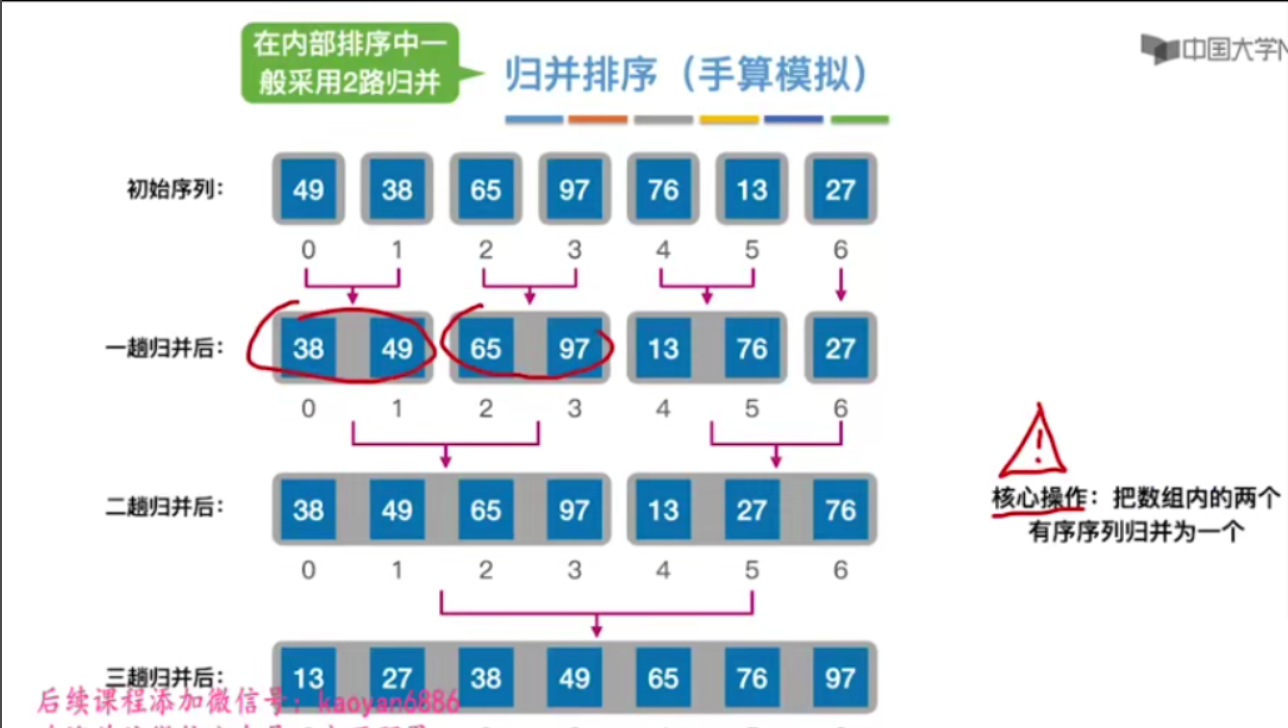 在内部排序中一
般采用2路归并
归并排序（手算模拟）
中国大学
初始序列：
49 38 65 97 76 13 27
0 1 2 3 4 5 6
一趟归并后：
38 49 65 97 13 76 27
0 1 2 3 4 5 6
!
核心操作：把数组内的两个
有序序列归并为一个
二趟归并后：
38 49 65 97 13 27 76
0 1 2 3 4 5 6
三趟归并后：
13 27 38 49 65 76 97
后续课程添加微信号：kaoyan6886